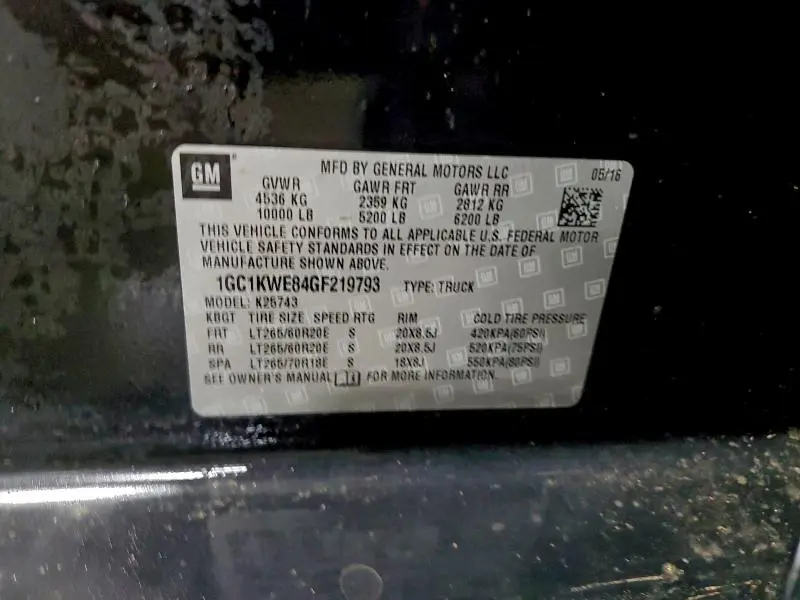 GM
MFD BY GENERAL MOTORS LLC
05/16
GVWR GAWR FRT GAWR RR
4536 KG 2359 KG 2812 KG
10000 LB 5200 LB 6200 LB
THIS VEHICLE CONFORMS TO ALL APPLICABLE U.S. FEDERAL MOTOR
VEHICLE SAFETY STANDARDS IN EFFECT ON THE DATE OF
MANUFACTURE SHOWN ABOVE.
1GC1KWE84GF219793 TYPE: TRUCK
MODEL: K25743
KBGT TIRE SIZE SPEED RTG RIM COLD TIRE PRESSURE
FRT LT265/60R20E S 20X8.5J 420KPA(60PSI)
RR LT265/60R20E S 20X8.5J 520KPA(75PSI)
SPA LT265/70R18E S 18X8J 550KPA(80PSI)
SEE OWNER'S MANUAL FOR MORE INFORMATION.